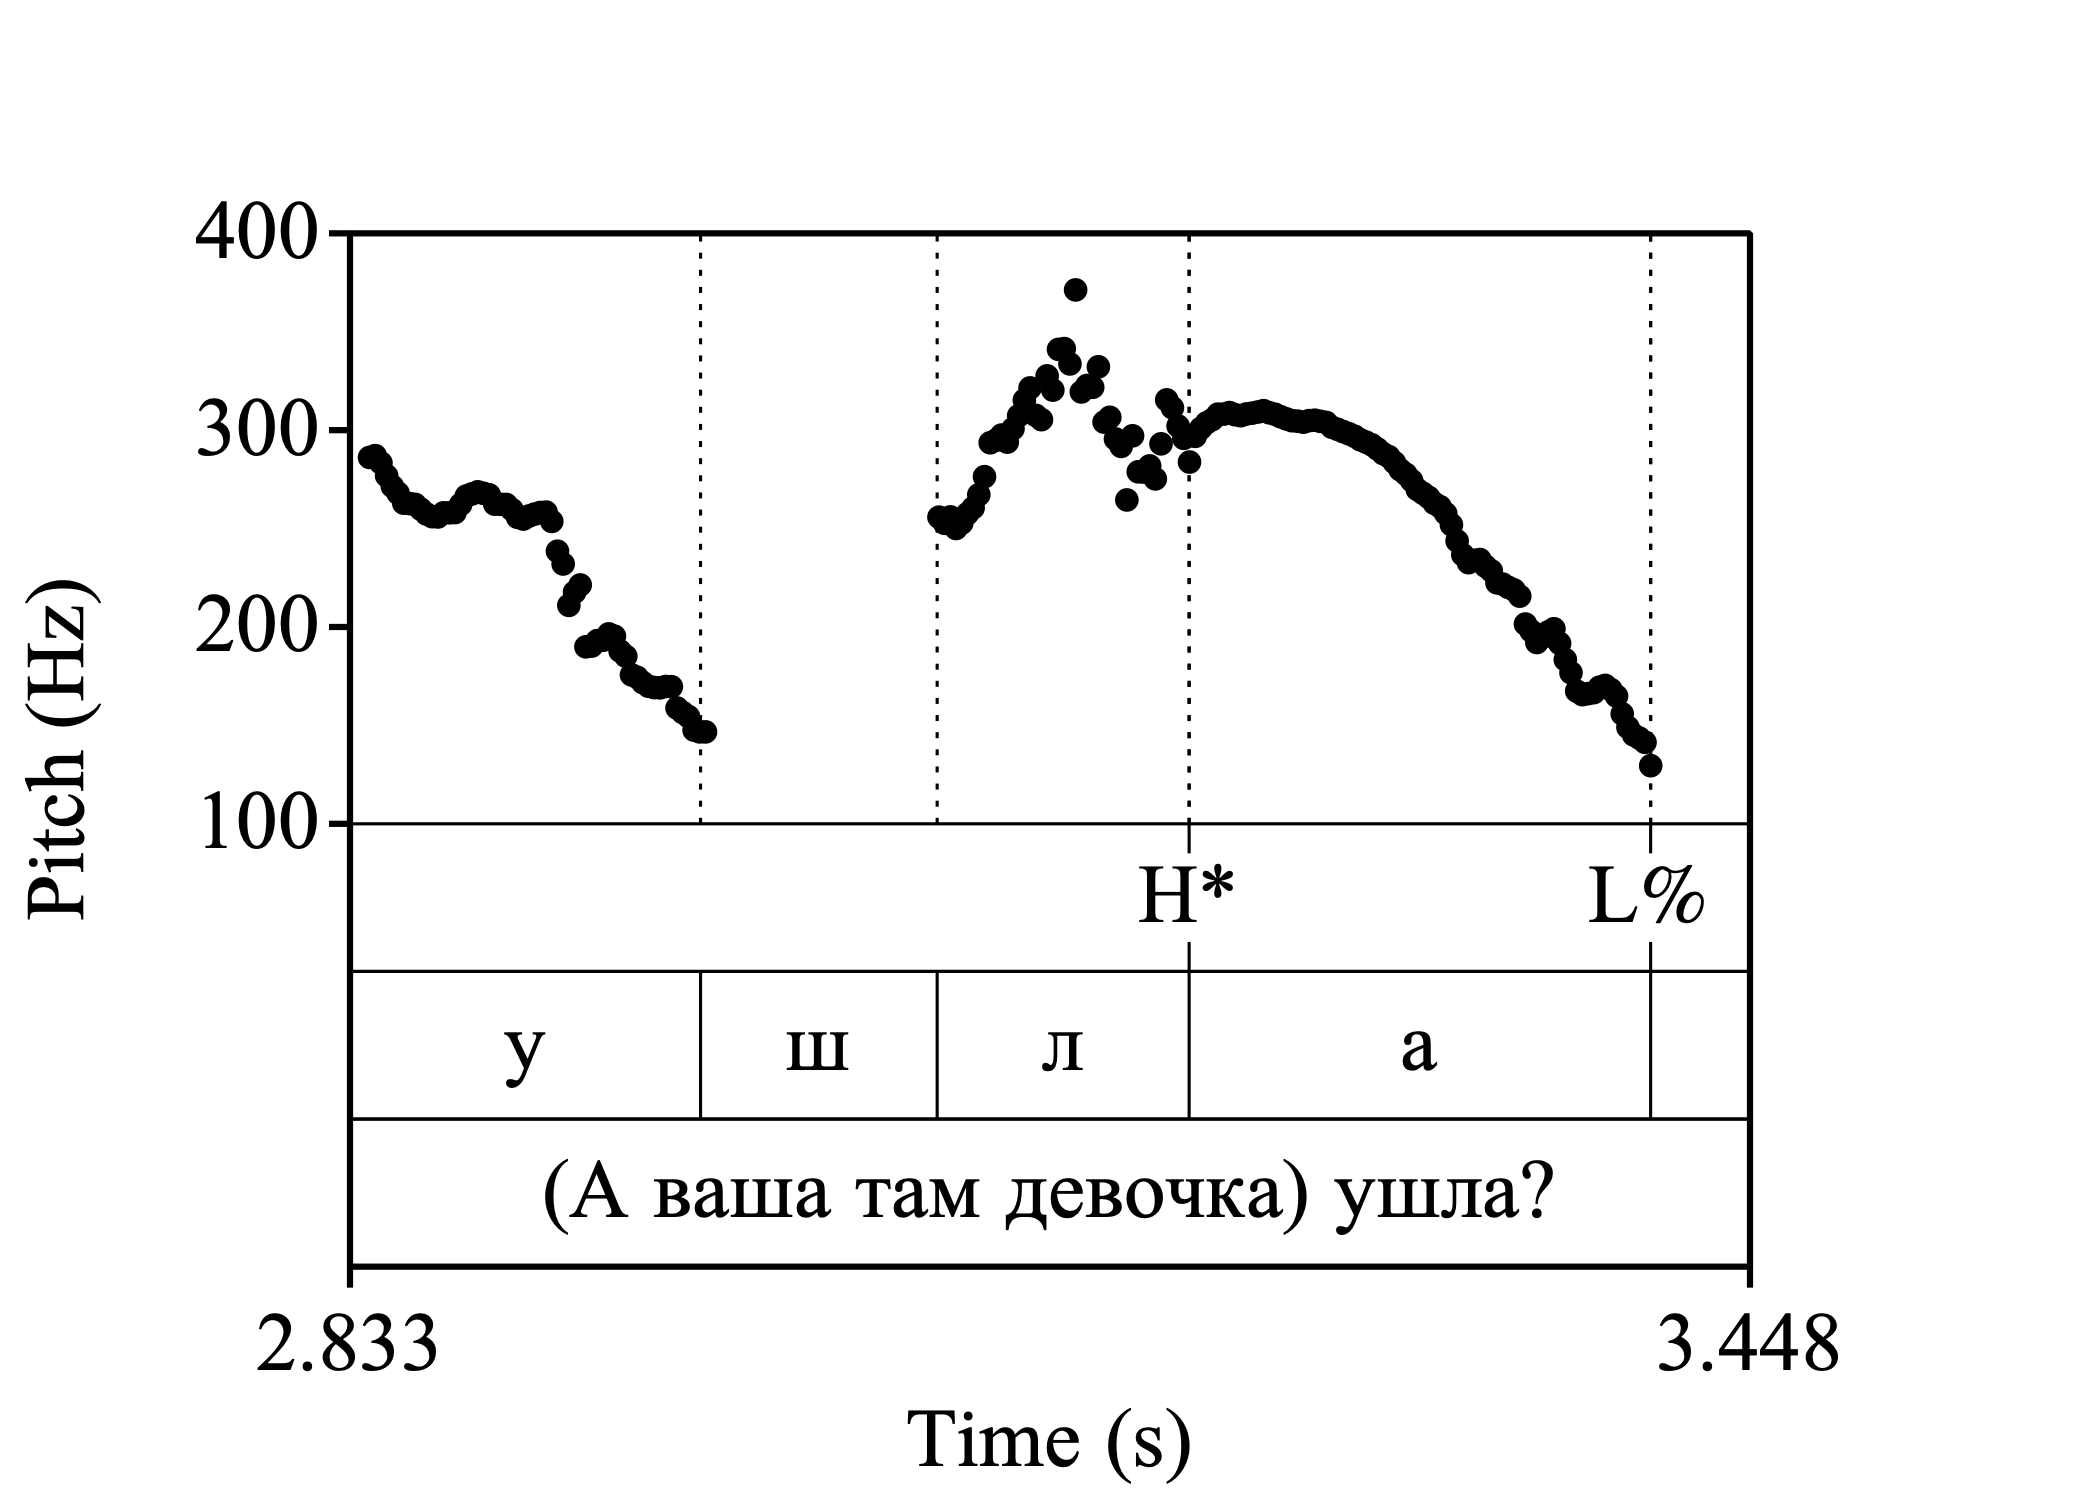 400
300
200
100
Pitch (Hz)
H* L%
у ш л а
(А ваша там девочка) ушла?
2.833 3.448
Time (s)